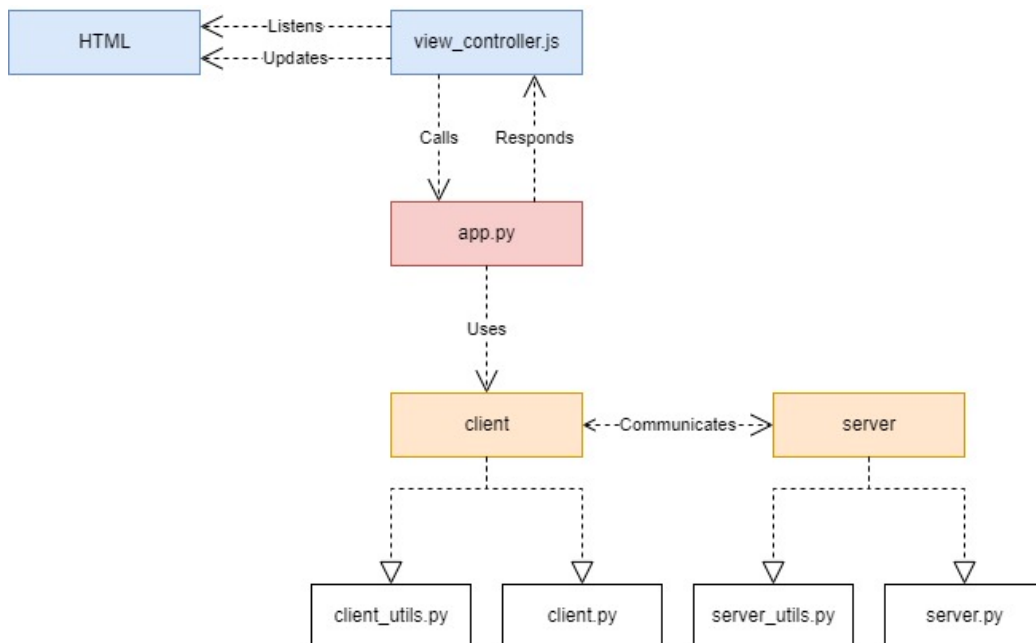 HTML
Listens
Updates
view_controller.js
Calls
Responds
app.py
Uses
client
Communicates
server
client_utils.py
client.py
server_utils.py
server.py